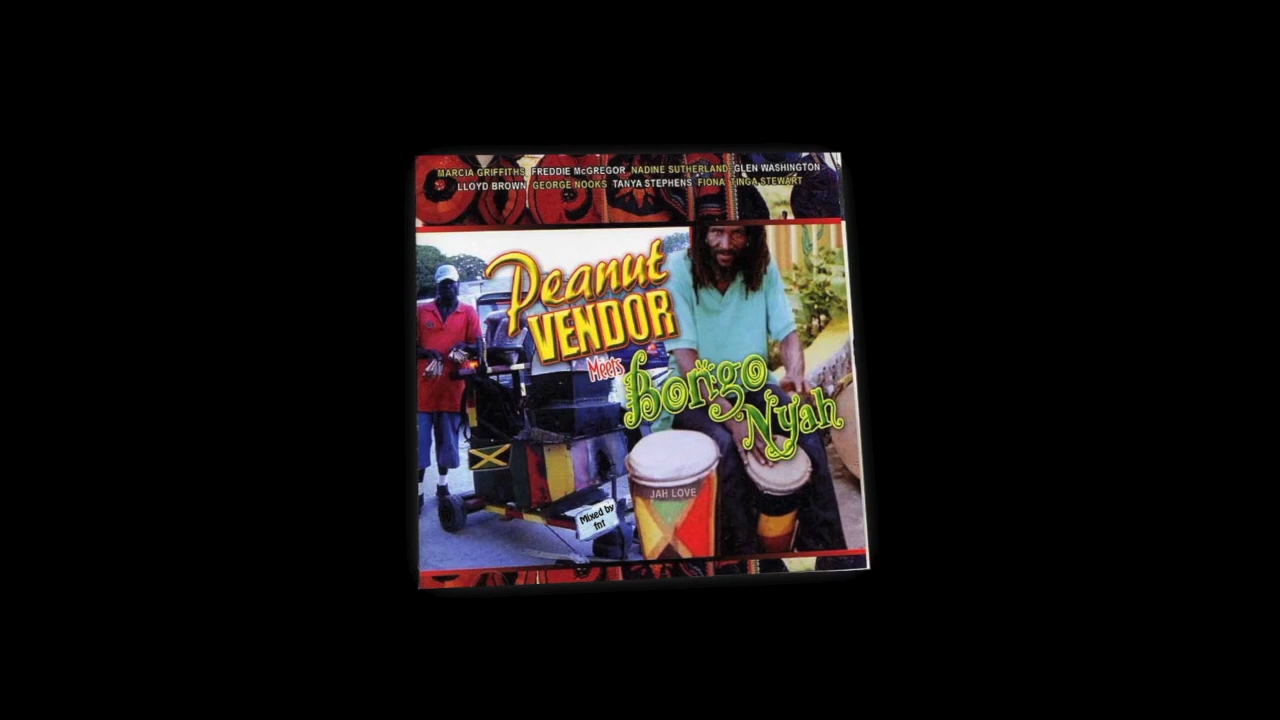 MARCIA GRIFFITHS FREDDIE McGREGOR NADINE SUTHERLAND GLEN WASHINGTON
LLOYD BROWN GEORGE NOOKS TANYA STEPHENS FIONA TINGA STEWART
Peanut
VENDOR
Meets
Bongo
Nyah
JAH LOVE
Mixed by
tnt